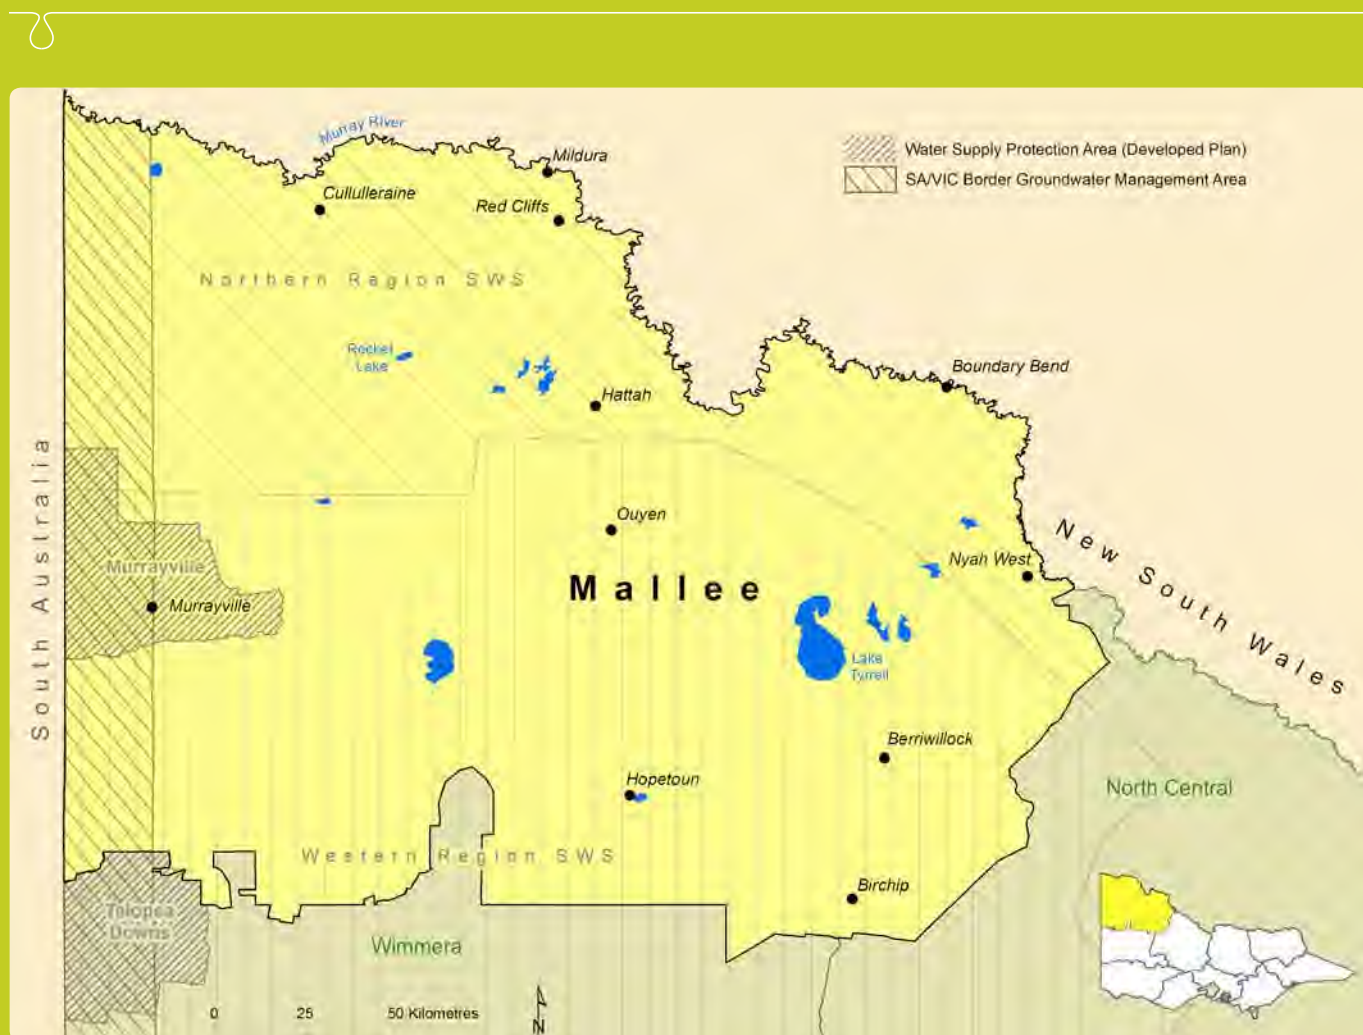 Murray River
Mildura
Water Supply Protection Area (Developed Plan)
SA/VIC Border Groundwater Management Area
Cullulleraine
Red Cliffs
Northern Region SWS
Rocket
Lake
Boundary Bend
Hattah
South Australia
Ouyen
New South Wales
Nyah West
Murrayville
Mallee
Murrayville
Lake
Tyrrell
Berriwillock
Hopetoun
North Central
Western Region SWS
Birchip
Telopea
Downs
Wimmera
0 25 50 Kilometres
N